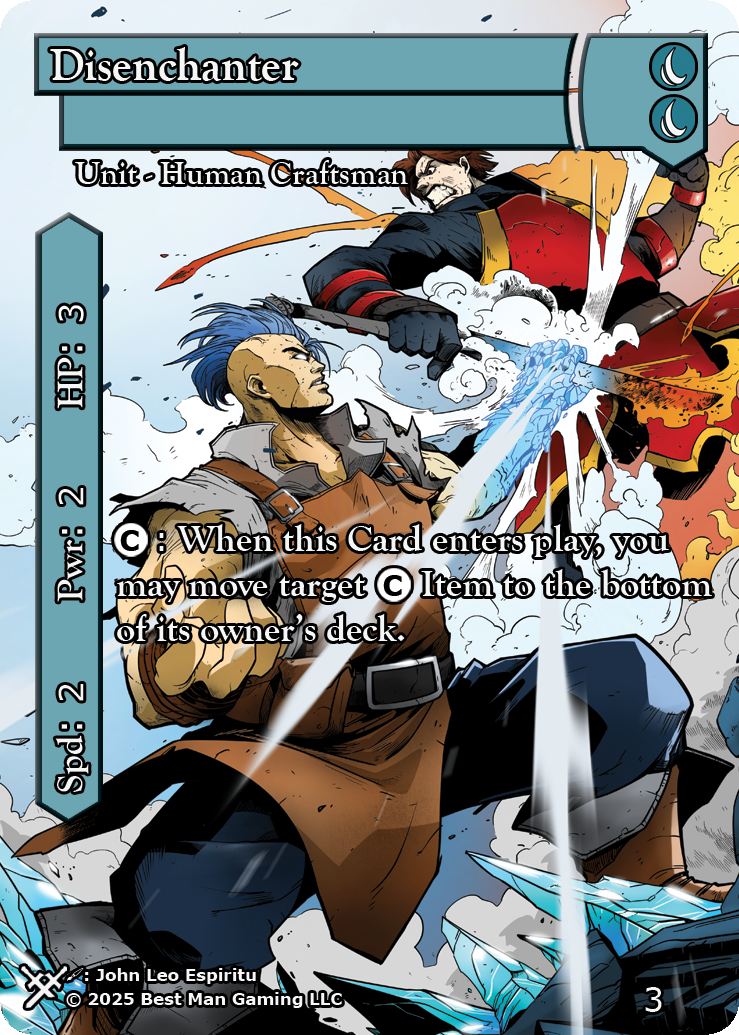 Disenchanter
Unit - Human Craftsman
HP: 3
Pwr: 2
Spd: 2
C : When this Card enters play, you
may move target C Item to the bottom
of its owner's deck.
: John Leo Espiritu
© 2025 Best Man Gaming LLC
3